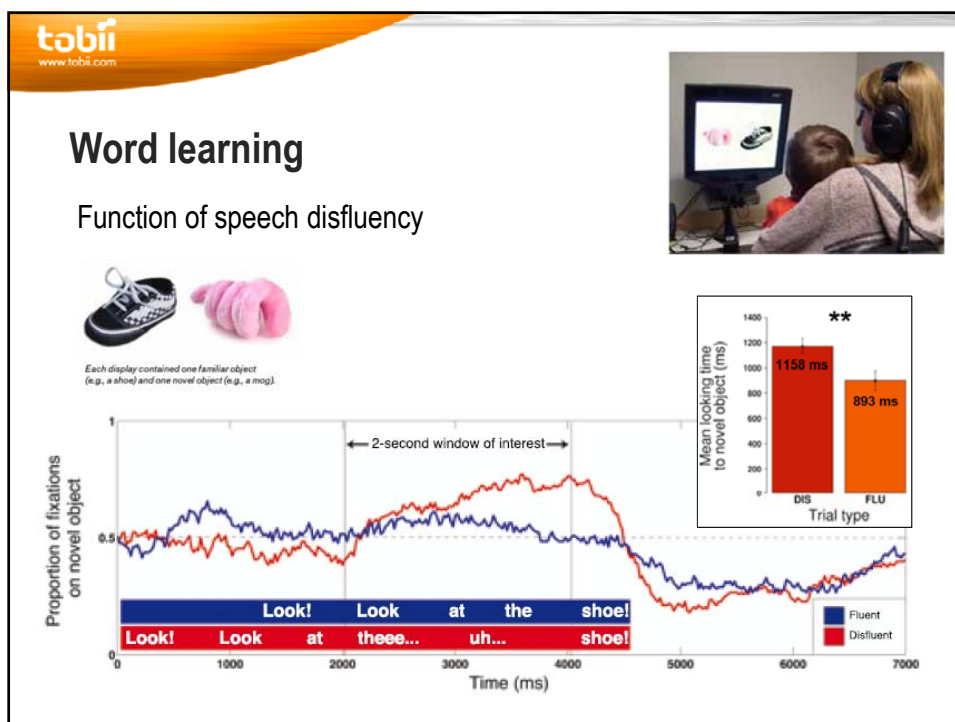 tobii
www.tobii.com
Word learning
Function of speech disfluency
Each display contained one familiar object
(e.g., a shoe) and one novel object (e.g., a mog).
Mean looking time
to novel object (ms)
1400
1200
1000
800
600
400
200
0
**
1158 ms
893 ms
DIS
FLU
Trial type
Proportion of fixations
on novel object
1
0.5
0
2-second window of interest
Look! Look at the shoe!
Look! Look at theee... uh... shoe!
Fluent
Disfluent
0 1000 2000 3000 4000 5000 6000 7000
Time (ms)